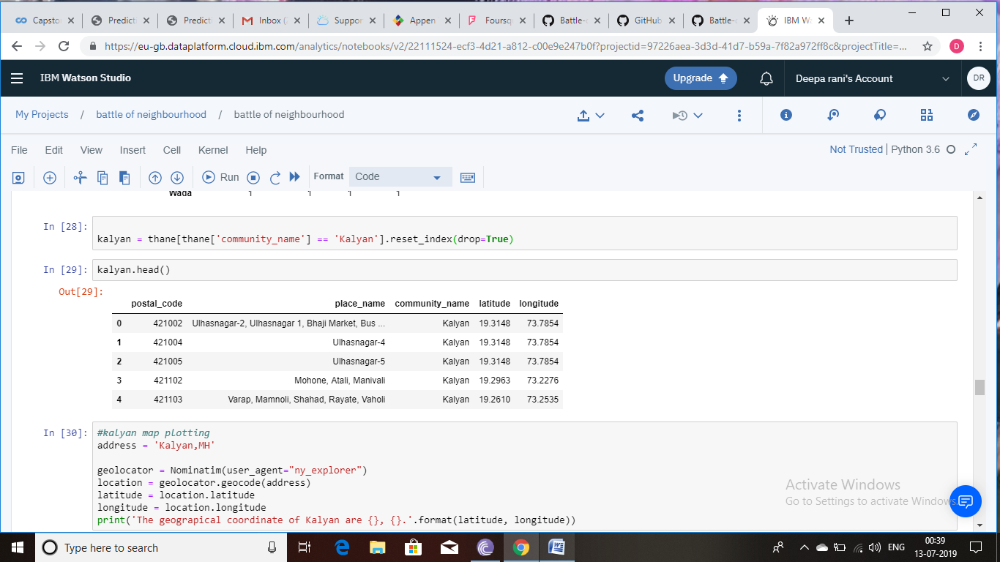 Capsto
Predict
Predicti
Inbox (
Suppor
Appen
Foursq
Battle-
GitHub
Battle-
IBM W
https://eu-gb.dataplatform.cloud.ibm.com/analytics/notebooks/v2/22111524-ecf3-4d21-a812-c00e9e247b0f?projectid=97226aea-3d3d-41d7-b59a-7f82a972ff8c&projectTitle=...
D
IBM Watson Studio
Upgrade
Deepa rani's Account
DR
My Projects / battle of neighbourhood / battle of neighbourhood
File Edit View Insert Cell Kernel Help
Not Trusted | Python 3.6
Run
Format
Code
Wada 1 1 1 1
In [28]:
kalyan = thane[thane['community_name'] == 'Kalyan'].reset_index(drop=True)
In [29]: kalyan.head()
Out[29]:
postal_code place_name community_name latitude longitude
0 421002 Ulhasnagar-2, Ulhasnagar 1, Bhaji Market, Bus ... Kalyan 19.3148 73.7854
1 421004 Ulhasnagar-4 Kalyan 19.3148 73.7854
2 421005 Ulhasnagar-5 Kalyan 19.3148 73.7854
3 421102 Mohone, Atali, Manivali Kalyan 19.2963 73.2276
4 421103 Varap, Mamnoli, Shahad, Rayate, Vaholi Kalyan 19.2610 73.2535
In [30]: #kalyan map plotting
address = 'Kalyan,MH'
geolocator = Nominatim(user_agent="ny_explorer")
location = geolocator.geocode(address)
latitude = location.latitude
longitude = location.longitude
print('The geograpical coordinate of Kalyan are {}, {}.'.format(latitude, longitude))
Activate Windows
Go to Settings to activate Windows.
Type here to search
ENG
00:39
13-07-2019